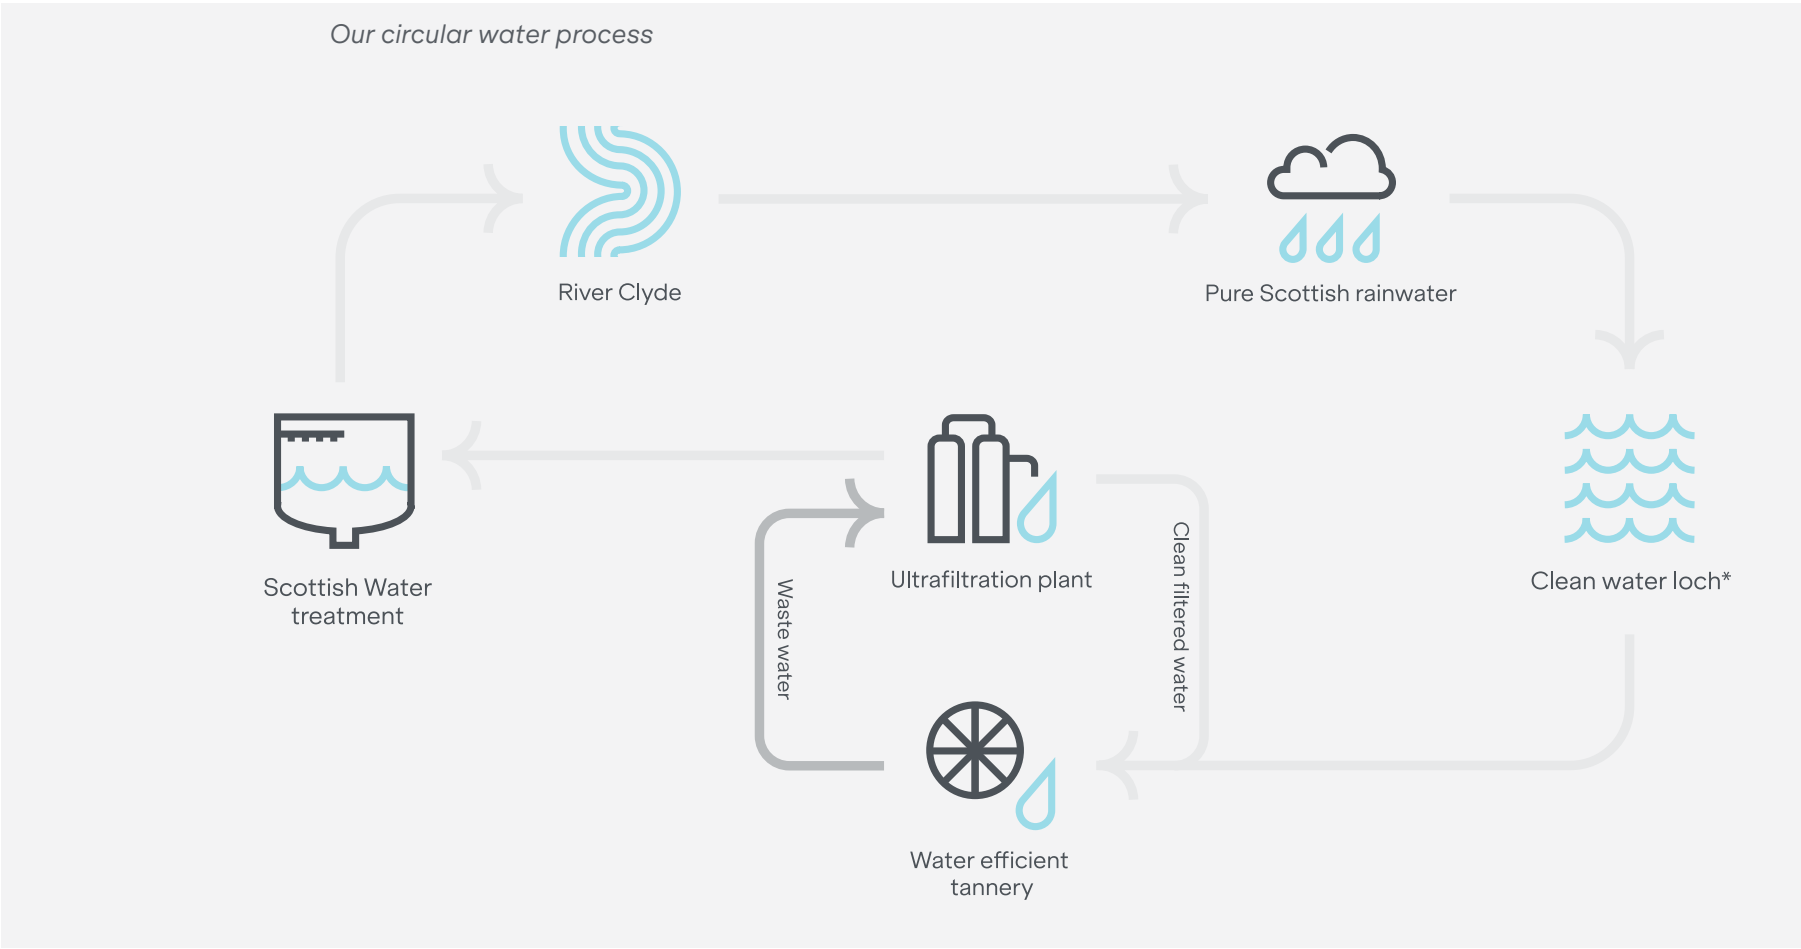 Our circular water process
River Clyde
Pure Scottish rainwater
Scottish Water
treatment
Ultrafiltration plant
Clean filtered water
Clean water loch*
Waste water
Water efficient
tannery